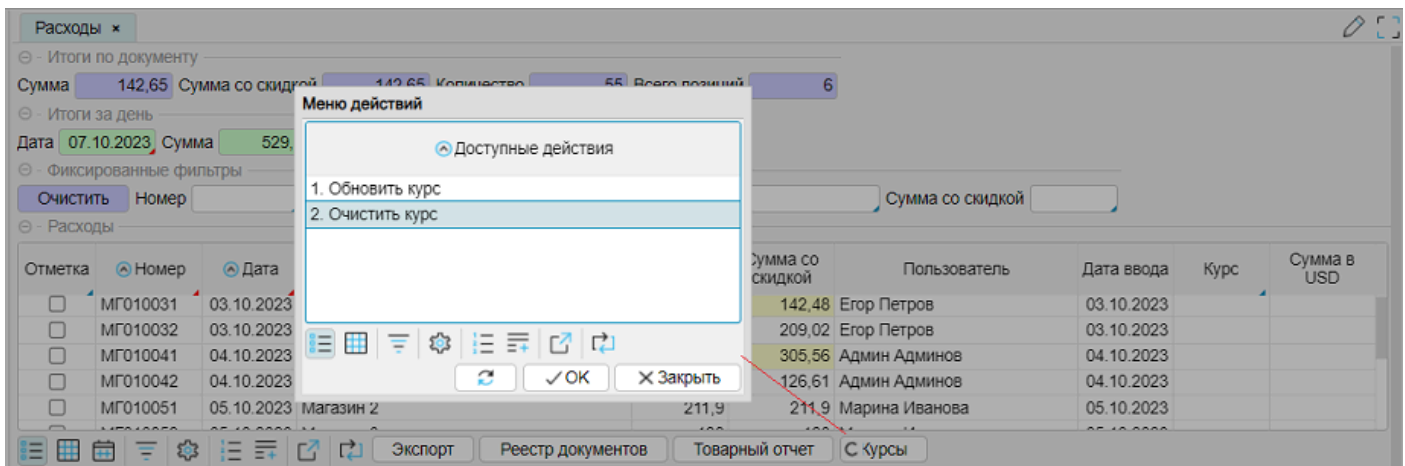 Расходы ×
Итоги по документу
Сумма 142,65 Сумма со скидкой 142,65 Количество 55 Всего позиций 6
Меню действий
Итоги за день
Дата 07.10.2023 Сумма 529,
Доступные действия
Фиксированные фильтры
1. Обновить курс
Очистить Номер Сумма со скидкой
2. Очистить курс
Расходы
Отметка Номер Дата Сумма со скидкой Пользователь Дата ввода Курс Сумма в USD
МГ010031 03.10.2023 142,48 Егор Петров 03.10.2023
МГ010032 03.10.2023 209,02 Егор Петров 03.10.2023
МГ010041 04.10.2023 305,56 Админ Админов 04.10.2023
МГ010042 04.10.2023 126,61 Админ Админов 04.10.2023
OK Закрыть
МГ010051 05.10.2023 Магазин 2 211,9 211,9 Марина Иванова 05.10.2023
Экспорт Реестр документов Товарный отчет С Курсы